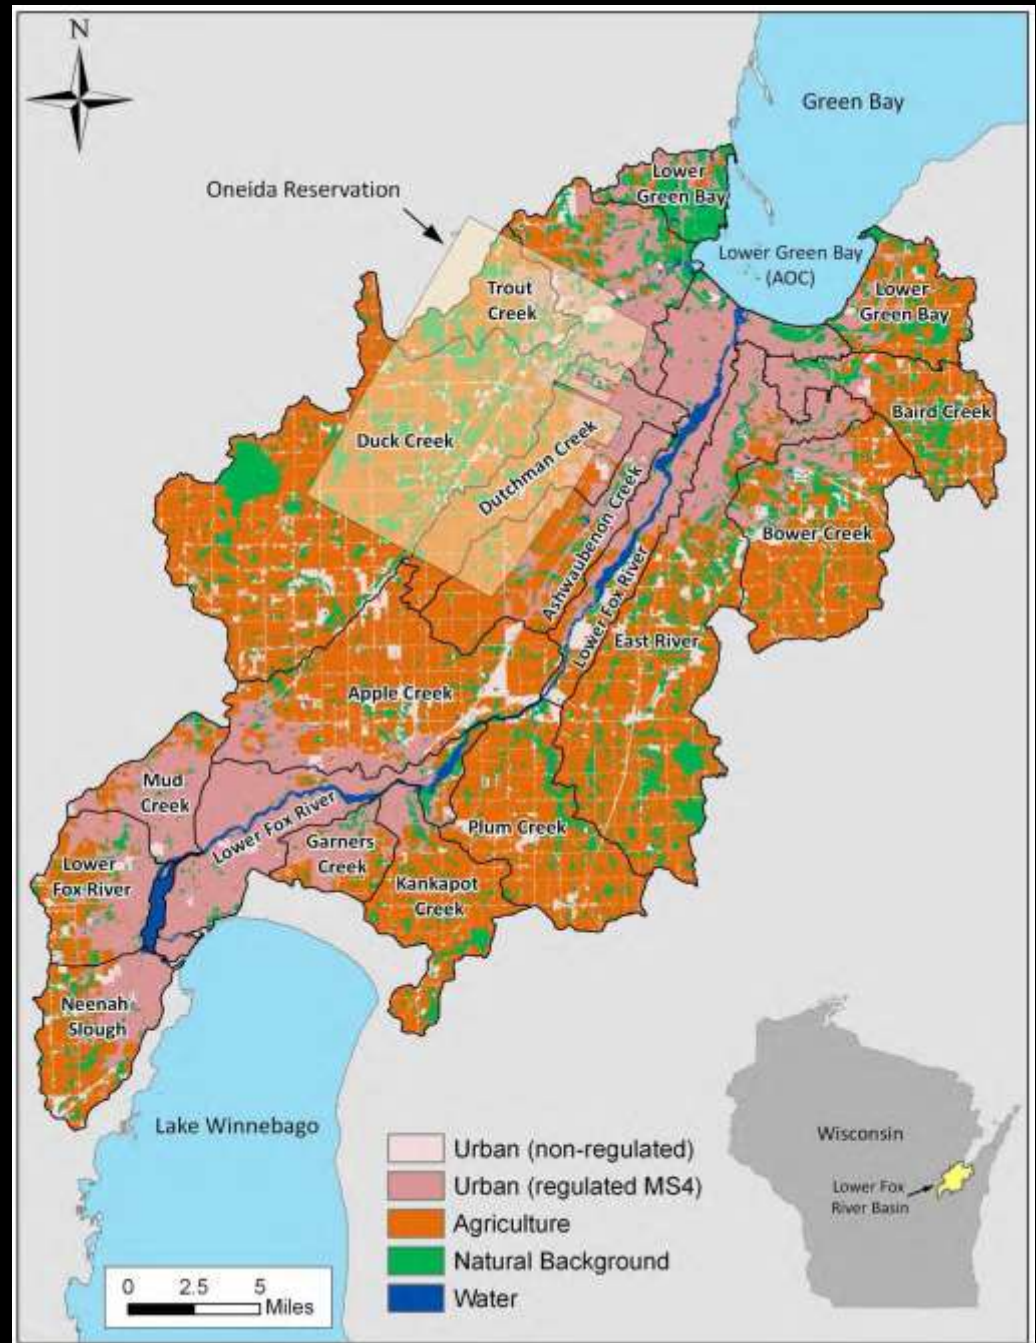 N
Green Bay
Oneida Reservation
Lower
Green Bay
Lower Green Bay
(AOC)
Trout
Creek
Lower
Green Bay
Baird Creek
Duck Creek
Dutchman Creek
Ashwaubenon Creek
Bower Creek
Lower Fox River
East River
Apple Creek
Mud
Creek
Lower Fox River
Plum Creek
Garners
Creek
Lower
Fox River
Kankapot
Creek
Neenah
Slough
Lake Winnebago
Urban (non-regulated)
Urban (regulated MS4)
Agriculture
Natural Background
Water
0 2.5 5
Miles
Wisconsin
Lower Fox
River Basin